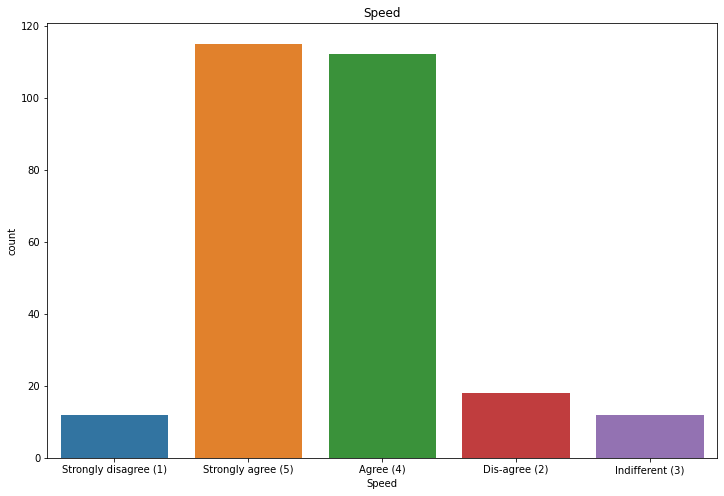 Speed
120
100
80
60
40
20
0
count
Strongly disagree (1) Strongly agree (5) Agree (4) Dis-agree (2) Indifferent (3)
Speed